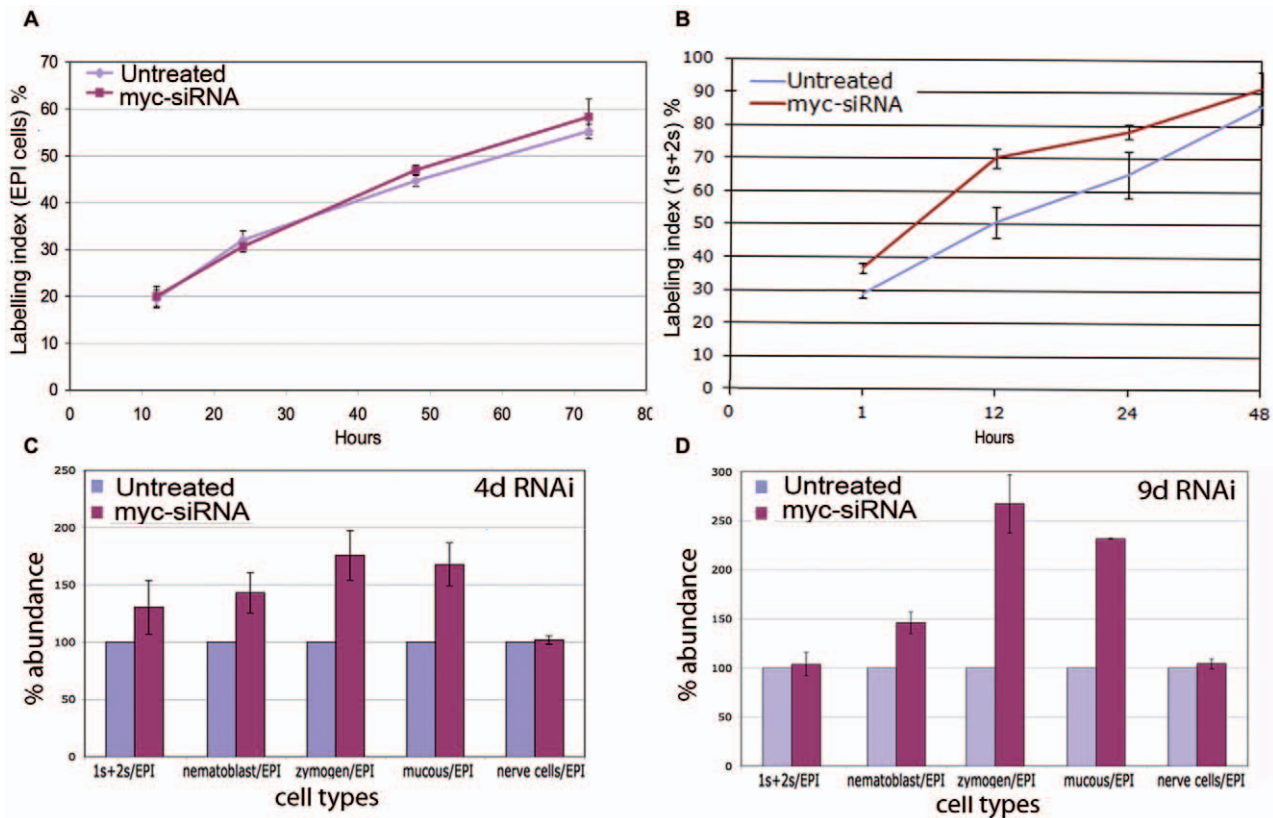 A
Labelling index (EPI cells) %
70
60
50
40
30
20
10
0
Untreated
myc-siRNA
0 10 20 30 40 50 60 70 80
Hours
B
Labeling index (1s+2s) %
100
90
80
70
60
50
40
30
20
10
0
Untreated
myc-siRNA
0 1 12 24 48
Hours
C
% abundance
250
200
150
100
50
0
Untreated
myc-siRNA
4d RNAi
1s+2s/EPI nematoblast/EPI zymogen/EPI mucous/EPI nerve cells/EPI
cell types
D
% abundance
300
250
200
150
100
50
0
Untreated
myc-siRNA
9d RNAi
1s+2s/EPI nematoblast/EPI zymogen/EPI mucous/EPI nerve cells/EPI
cell types